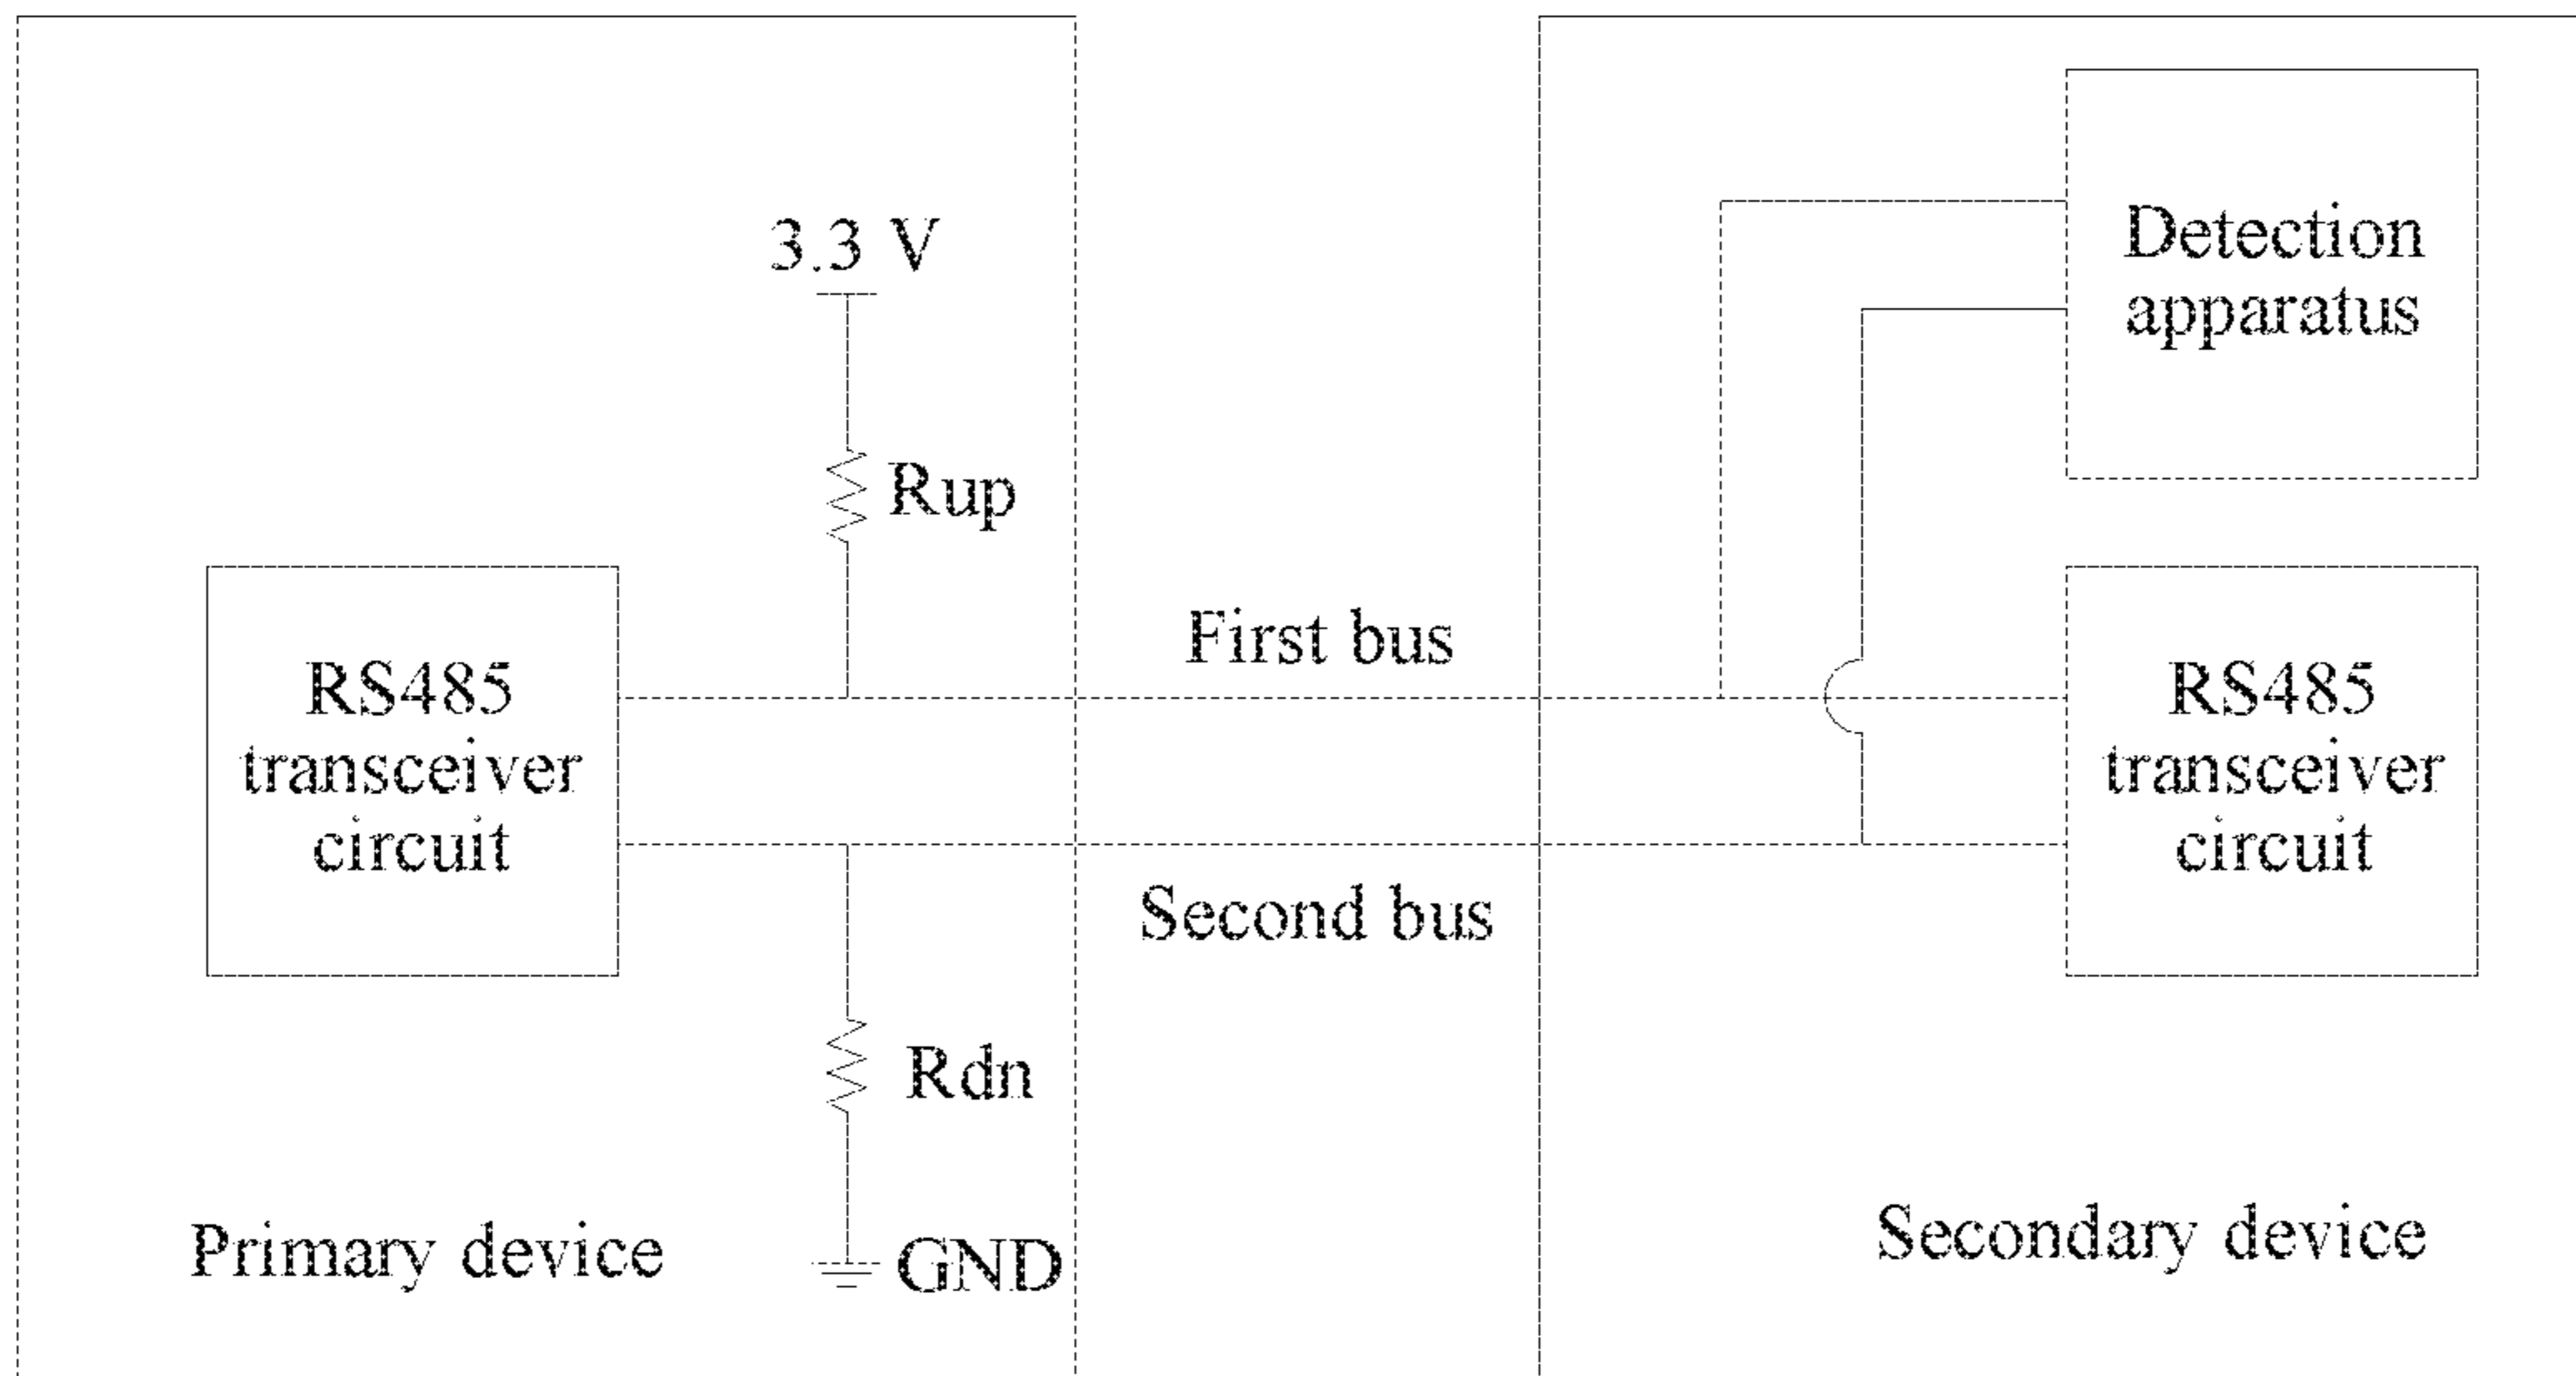 3.3 V
Rup
RS485
transceiver
circuit
Rdn
GND
Primary device
First bus
Second bus
Detection
apparatus
RS485
transceiver
circuit
Secondary device